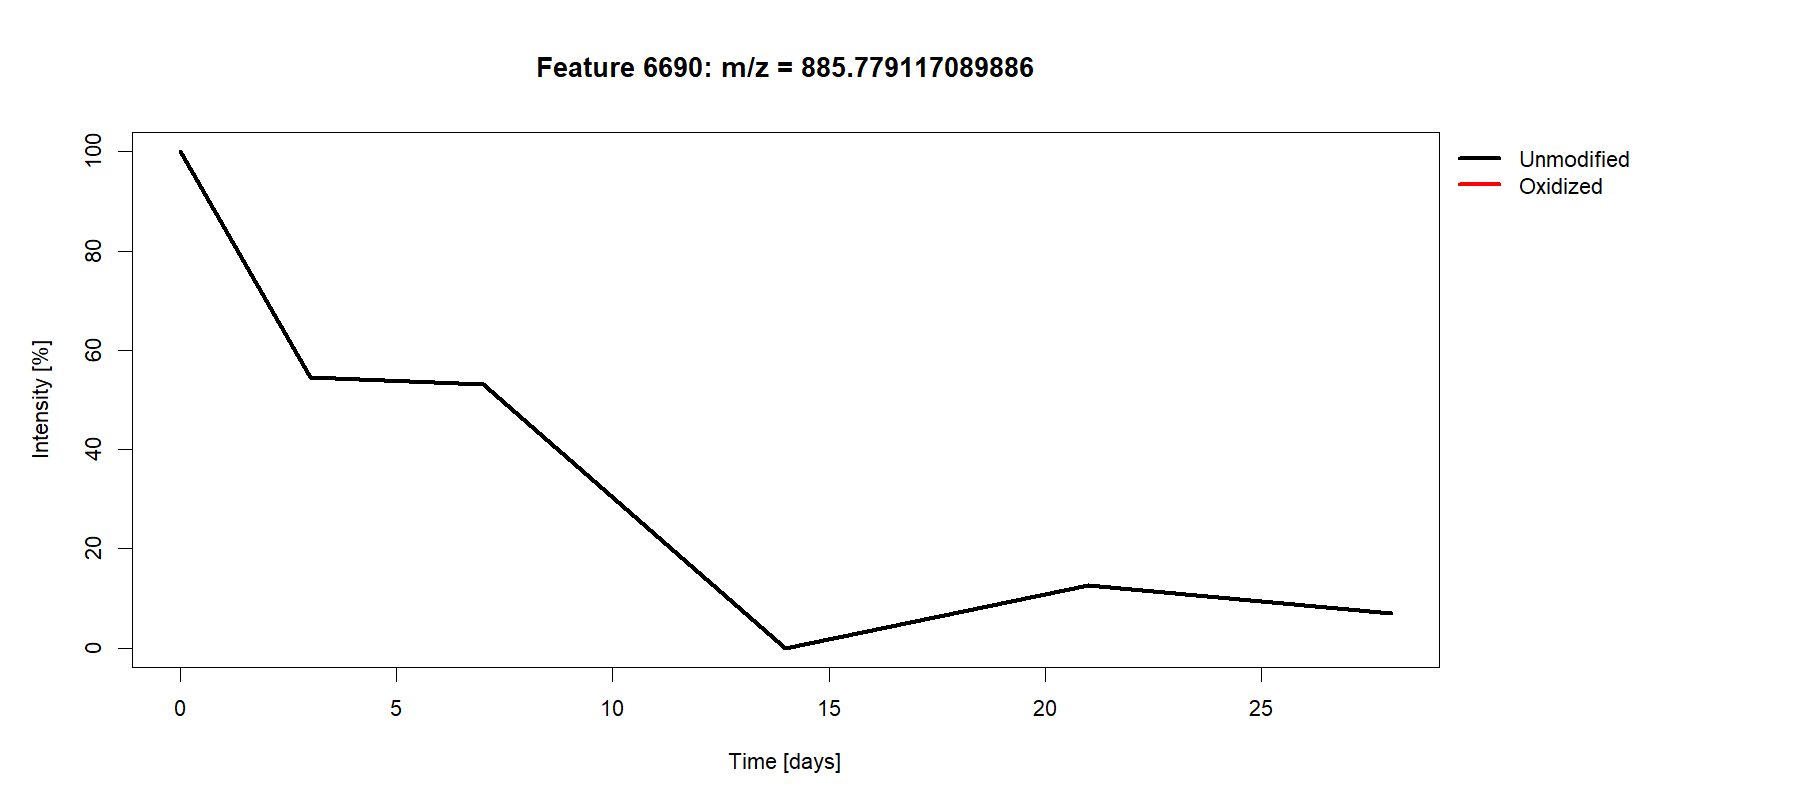 Feature 6690: m/z = 885.779117089886
Unmodified
Oxidized
Intensity [%]
100
80
60
40
20
0
0 5 10 15 20 25
Time [days]